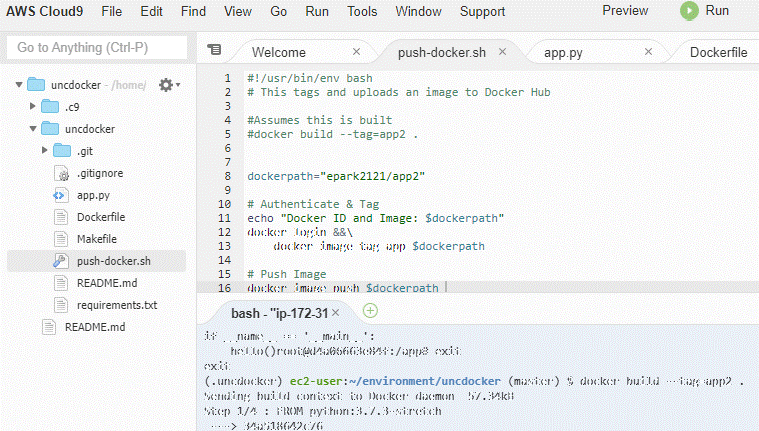 AWS Cloud9 File Edit Find View Go Run Tools Window Support Preview Run
Go to Anything (Ctrl-P)
Welcome
push-docker.sh
app.py
Dockerfile
uncdocker - /home/
.c9
uncdocker
.git
.gitignore
app.py
Dockerfile
Makefile
push-docker.sh
README.md
requirements.txt
README.md
1 #!/usr/bin/env bash
2 # This tags and uploads an image to Docker Hub
3
4 #Assumes this is built
5 #docker build --tag=app2 .
6
7
8 dockerpath="epark2121/app2"
9
10 # Authenticate & Tag
11 echo "Docker ID and Image: $dockerpath"
12 docker login &&\
13 docker image tag app $dockerpath
14
15 # Push Image
16 docker image push $dockerpath
bash - "ip-172-31
if __name__ == '__main__':
hello()root@d4a06663e848:/app# exit
exit
(.uncdocker) ec2-user:~/environment/uncdocker (master) $ docker build --tag=app2 .
Sending build context to Docker daemon 57.34kB
Step 1/4 : FROM python:3.7.3-stretch
---> 34a518642c76